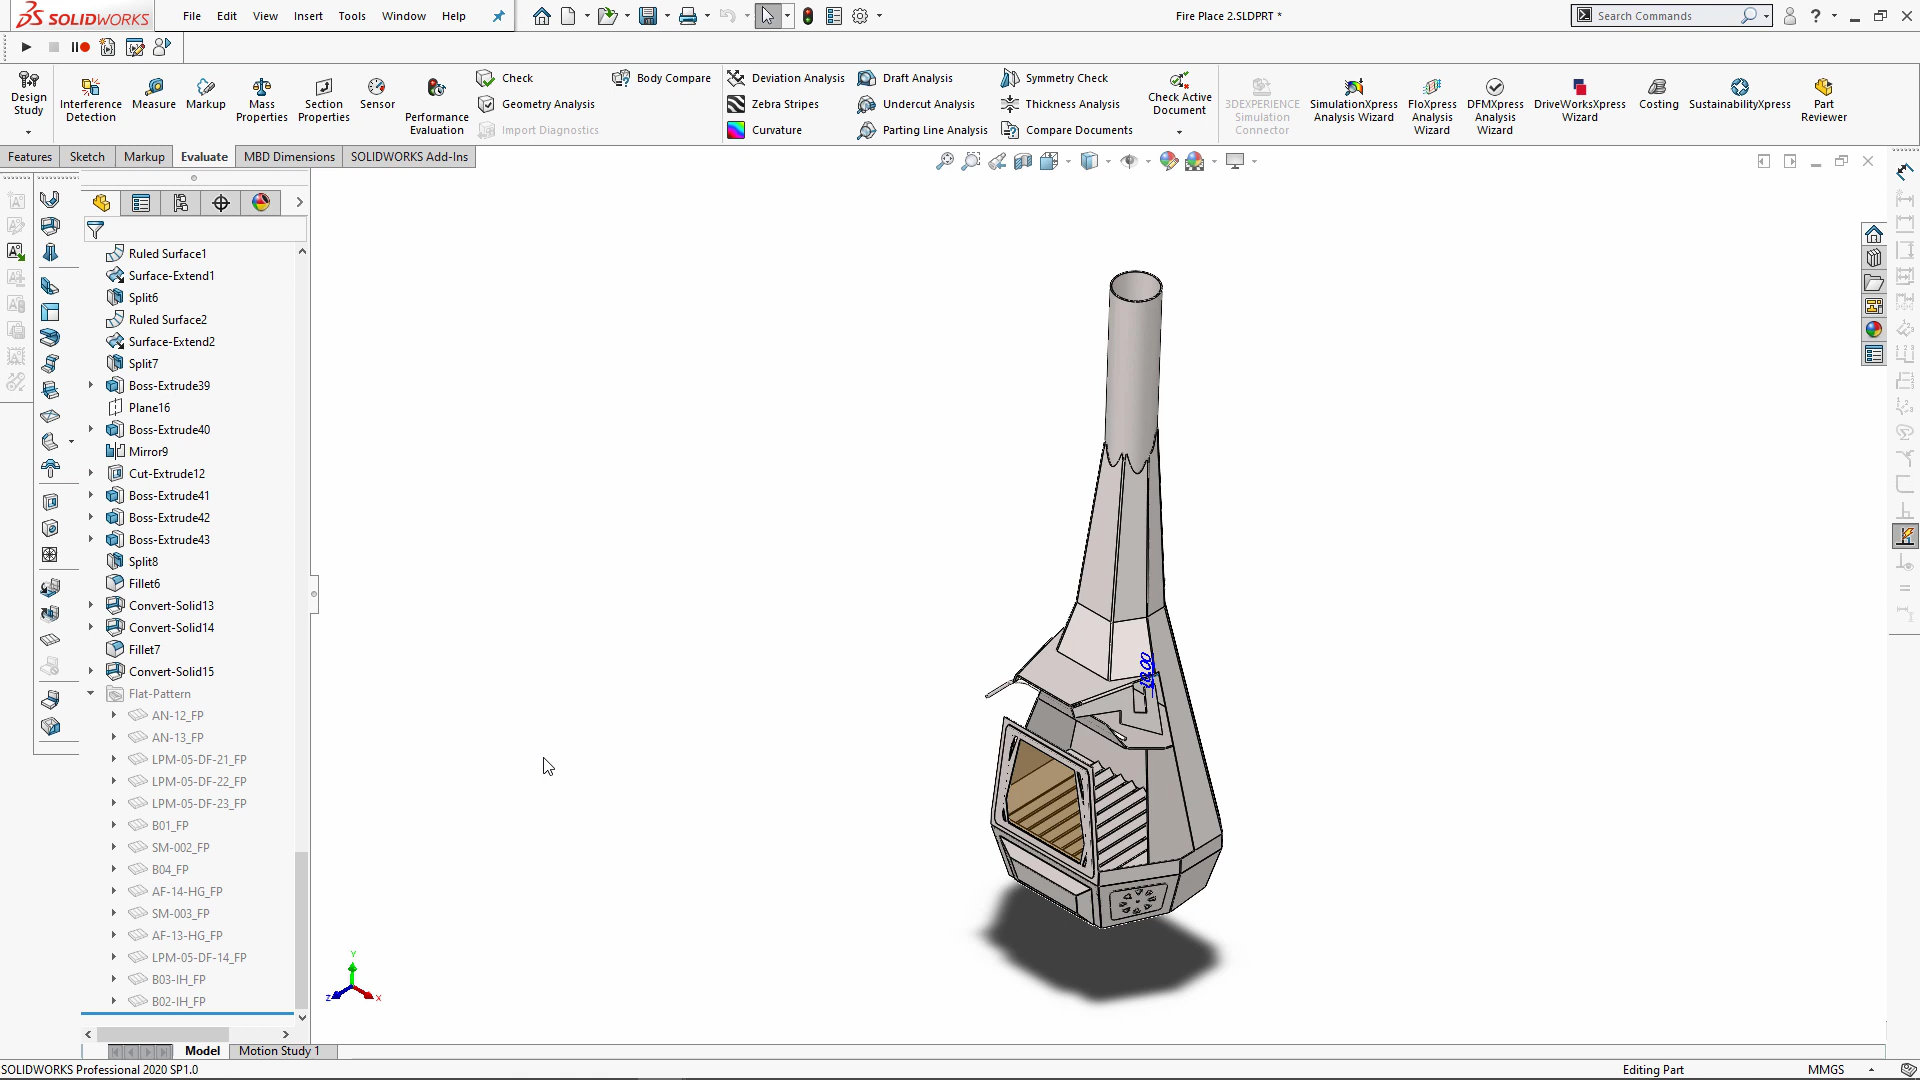 SOLIDWORKS
File Edit View Insert Tools Window Help
Fire Place 2.SLDPRT *
Search Commands
Design Study
Interference Detection
Measure
Markup
Mass Properties
Section Properties
Sensor
Performance Evaluation
Check
Geometry Analysis
Import Diagnostics
Body Compare
Deviation Analysis
Zebra Stripes
Curvature
Draft Analysis
Undercut Analysis
Parting Line Analysis
Symmetry Check
Thickness Analysis
Compare Documents
Check Active Document
3DEXPERIENCE Simulation Connector
SimulationXpress Analysis Wizard
FloXpress Analysis Wizard
DFMXpress Analysis Wizard
DriveWorksXpress Wizard
Costing
SustainabilityXpress
Part Reviewer
Features Sketch Markup Evaluate MBD Dimensions SOLIDWORKS Add-Ins
Ruled Surface1
Surface-Extend1
Split6
Ruled Surface2
Surface-Extend2
Split7
Boss-Extrude39
Plane16
Boss-Extrude40
Mirror9
Cut-Extrude12
Boss-Extrude41
Boss-Extrude42
Boss-Extrude43
Split8
Fillet6
Convert-Solid13
Convert-Solid14
Fillet7
Convert-Solid15
Flat-Pattern
AN-12_FP
AN-13_FP
LPM-05-DF-21_FP
LPM-05-DF-22_FP
LPM-05-DF-23_FP
B01_FP
SM-002_FP
B04_FP
AF-14-HG_FP
SM-003_FP
AF-13-HG_FP
LPM-05-DF-14_FP
B03-IH_FP
B02-IH_FP
Y
Z X
Model Motion Study 1
SOLIDWORKS Professional 2020 SP1.0
Editing Part
MMGS